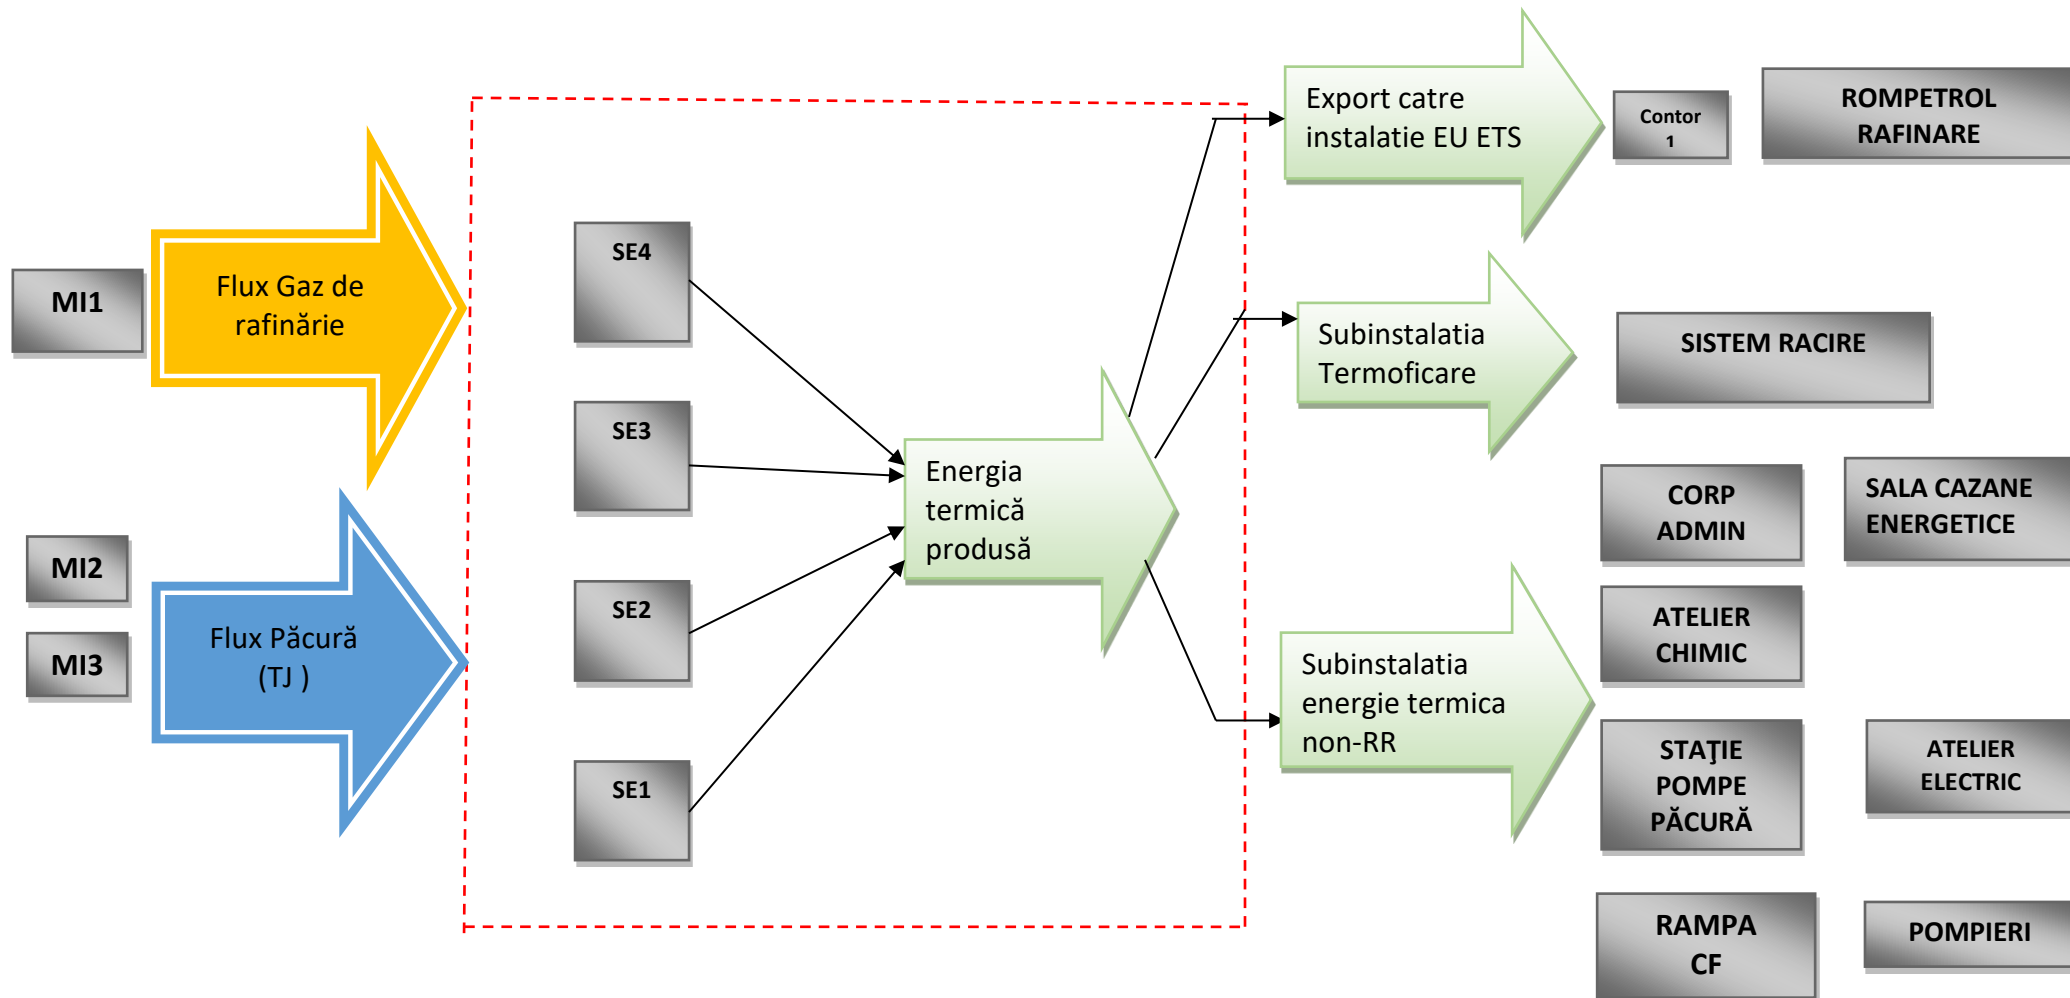 MI1
Flux Gaz de
rafinărie
MI2
MI3
Flux Păcură
(TJ )
SE4
SE3
SE2
SE1
Energia
termică
produsă
Export catre
instalatie EU ETS
Contor
1
ROMPETROL
RAFINARE
Subinstalatia
Termoficare
SISTEM RACIRE
Subinstalatia
energie termica
non-RR
CORP
ADMIN
SALA CAZANE
ENERGETICE
ATELIER
CHIMIC
STAŢIE
POMPE
PĂCURĂ
ATELIER
ELECTRIC
RAMPA
CF
POMPIERI